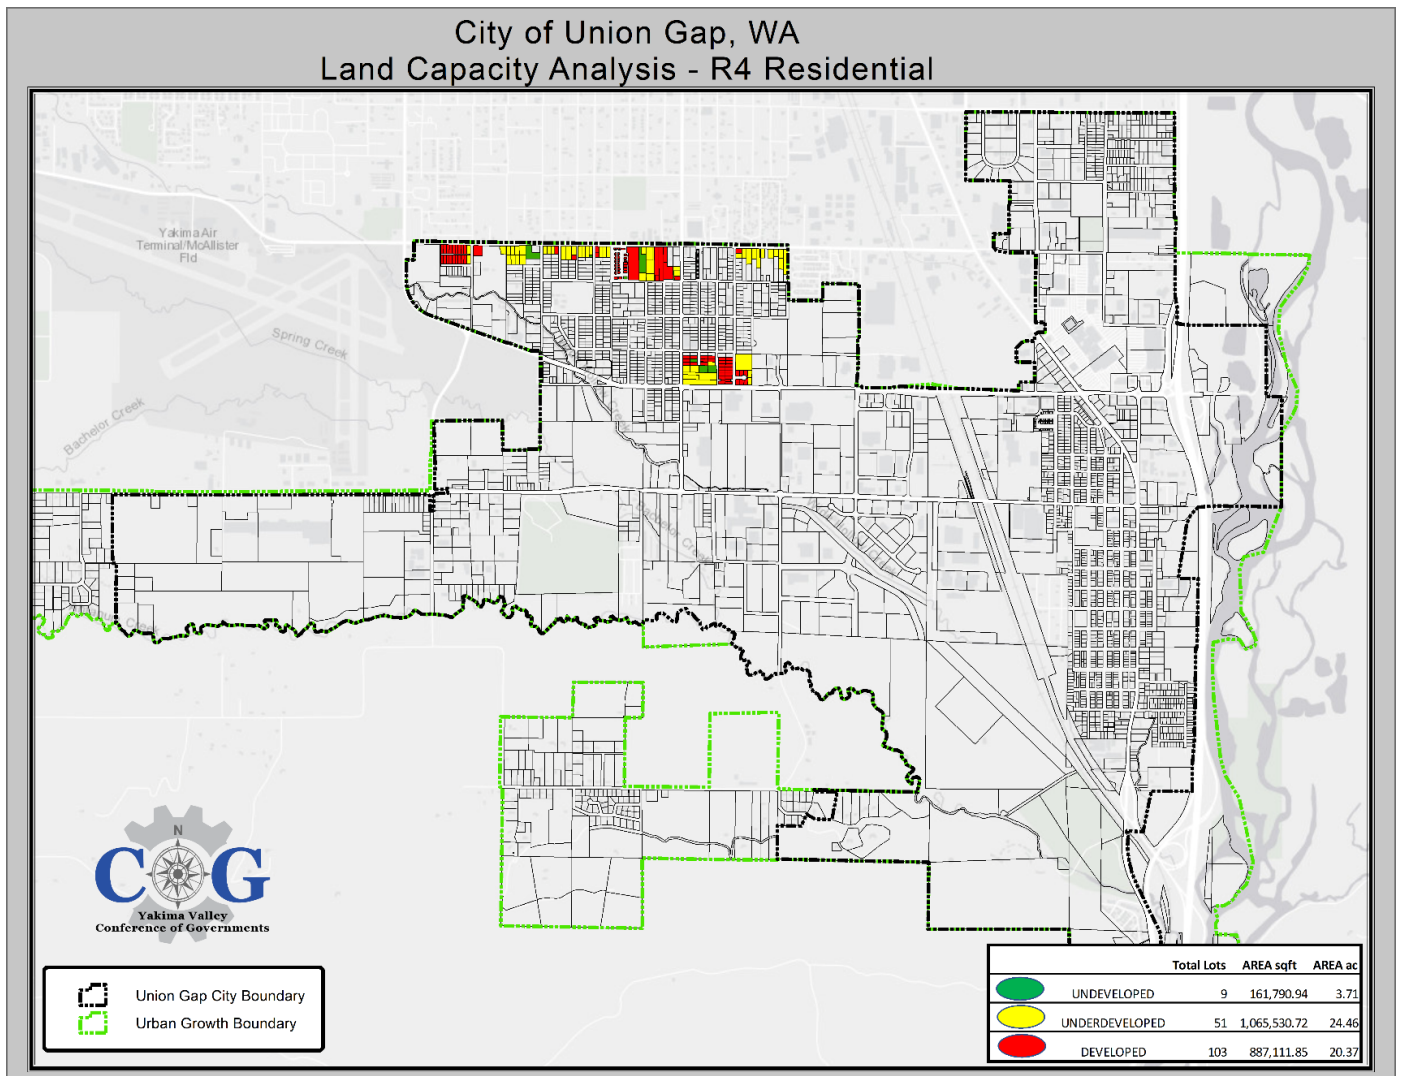 City of Union Gap, WA
Land Capacity Analysis - R4 Residential
Yakima Air
Terminal/McAllister
Fld
Spring Creek
Bachelor Creek
Bachelor Creek
Creek
N
COG
Yakima Valley
Conference of Governments
Union Gap City Boundary
Urban Growth Boundary
Total Lots AREA sqft AREA ac
UNDEVELOPED 9 161,790.94 3.71
UNDERDEVELOPED 51 1,065,530.72 24.46
DEVELOPED 103 887,111.85 20.37